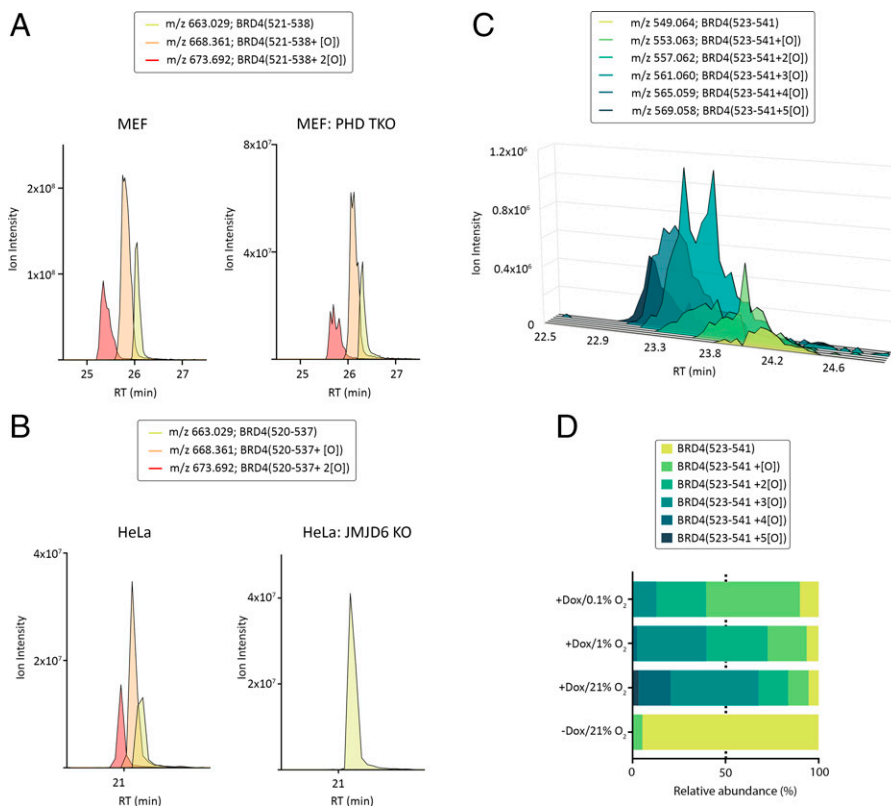 A
m/z 663.029; BRD4(521-538)
m/z 668.361; BRD4(521-538+ [O])
m/z 673.692; BRD4(521-538+ 2[O])
MEF
Ion Intensity
2x10⁸
1x10⁸
25
26
27
RT (min)
MEF: PHD TKO
Ion Intensity
8x10⁷
4x10⁷
25
26
27
RT (min)
B
m/z 663.029; BRD4(520-537)
m/z 668.361; BRD4(520-537+ [O])
m/z 673.692; BRD4(520-537+ 2[O])
HeLa
Ion Intensity
4x10⁷
2x10⁷
21
RT (min)
HeLa: JMJD6 KO
Ion Intensity
4x10⁷
2x10⁷
21
RT (min)
C
m/z 549.064; BRD4(523-541)
m/z 553.063; BRD4(523-541+[O])
m/z 557.062; BRD4(523-541+2[O])
m/z 561.060; BRD4(523-541+3[O])
m/z 565.059; BRD4(523-541+4[O])
m/z 569.058; BRD4(523-541+5[O])
Ion Intensity
1.2x10⁶
0.8x10⁶
0.4x10⁶
0
22.5
22.9
23.3
23.8
24.2
24.6
RT (min)
D
BRD4(523-541)
BRD4(523-541 +[O])
BRD4(523-541 +2[O])
BRD4(523-541 +3[O])
BRD4(523-541 +4[O])
BRD4(523-541 +5[O])
+Dox/0.1% O₂
+Dox/1% O₂
+Dox/21% O₂
-Dox/21% O₂
0
50
100
Relative abundance (%)